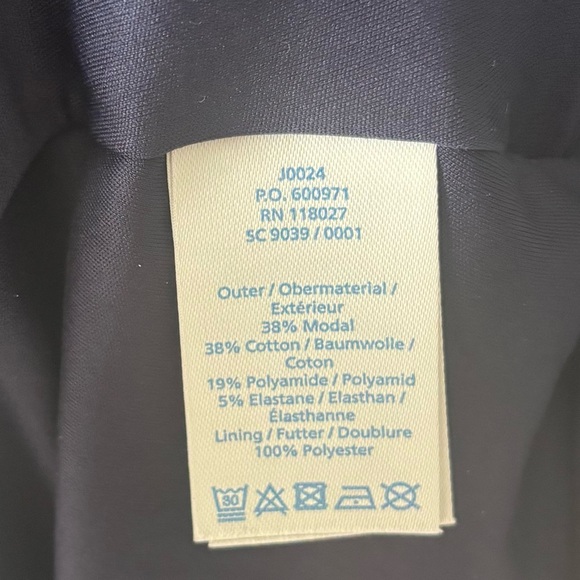 J0024
P.O. 600971
RN 118027
SC 9039 / 0001
Outer / Obermaterial /
Extérieur
38% Modal
38% Cotton / Baumwolle /
Coton
19% Polyamide / Polyamid
5% Elastane / Elasthan /
Élasthanne
Lining / Futter / Doublure
100% Polyester
30